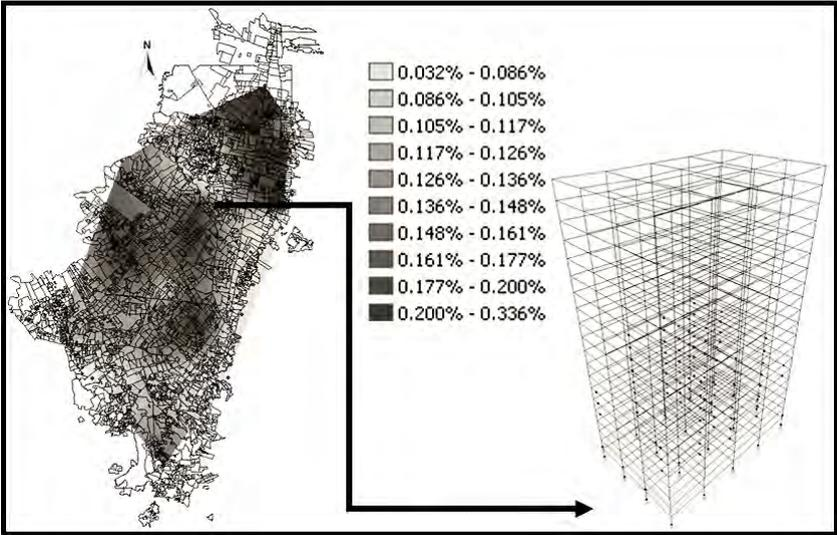 N
0.032% - 0.086%
0.086% - 0.105%
0.105% - 0.117%
0.117% - 0.126%
0.126% - 0.136%
0.136% - 0.148%
0.148% - 0.161%
0.161% - 0.177%
0.177% - 0.200%
0.200% - 0.336%